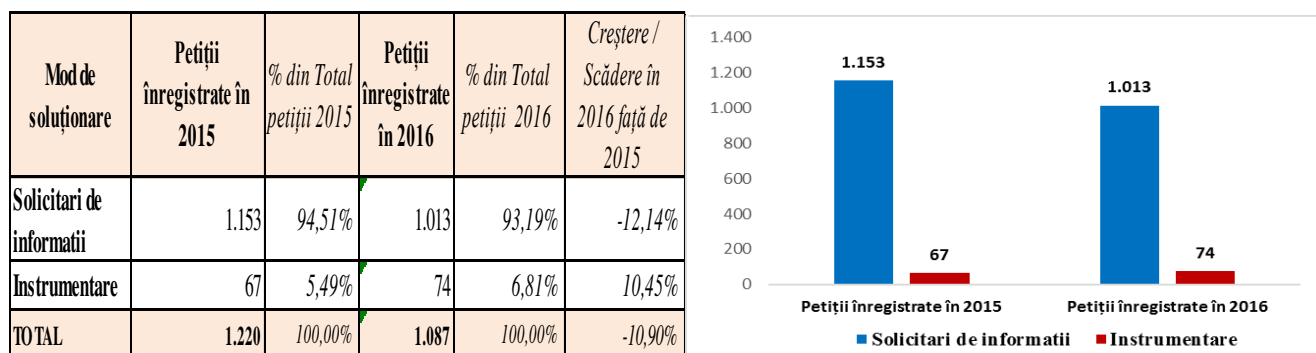 Mod de
soluționare
Petiții
înregistrate în
2015
% din Total
petiții 2015
Petiții
înregistrate
în 2016
% din Total
petiții 2016
Creștere /
Scădere în
2016 față de
2015
Solicitari de
informatii
1.153
94,51%
1.013
93,19%
-12,14%
Instrumentare
67
5,49%
74
6,81%
10,45%
TOTAL
1.220
100,00%
1.087
100,00%
-10,90%
1.400
1.200
1.000
800
600
400
200
0
1.153
67
1.013
74
Petiții înregistrate în 2015
Petiții înregistrate în 2016
Solicitari de informatii
Instrumentare